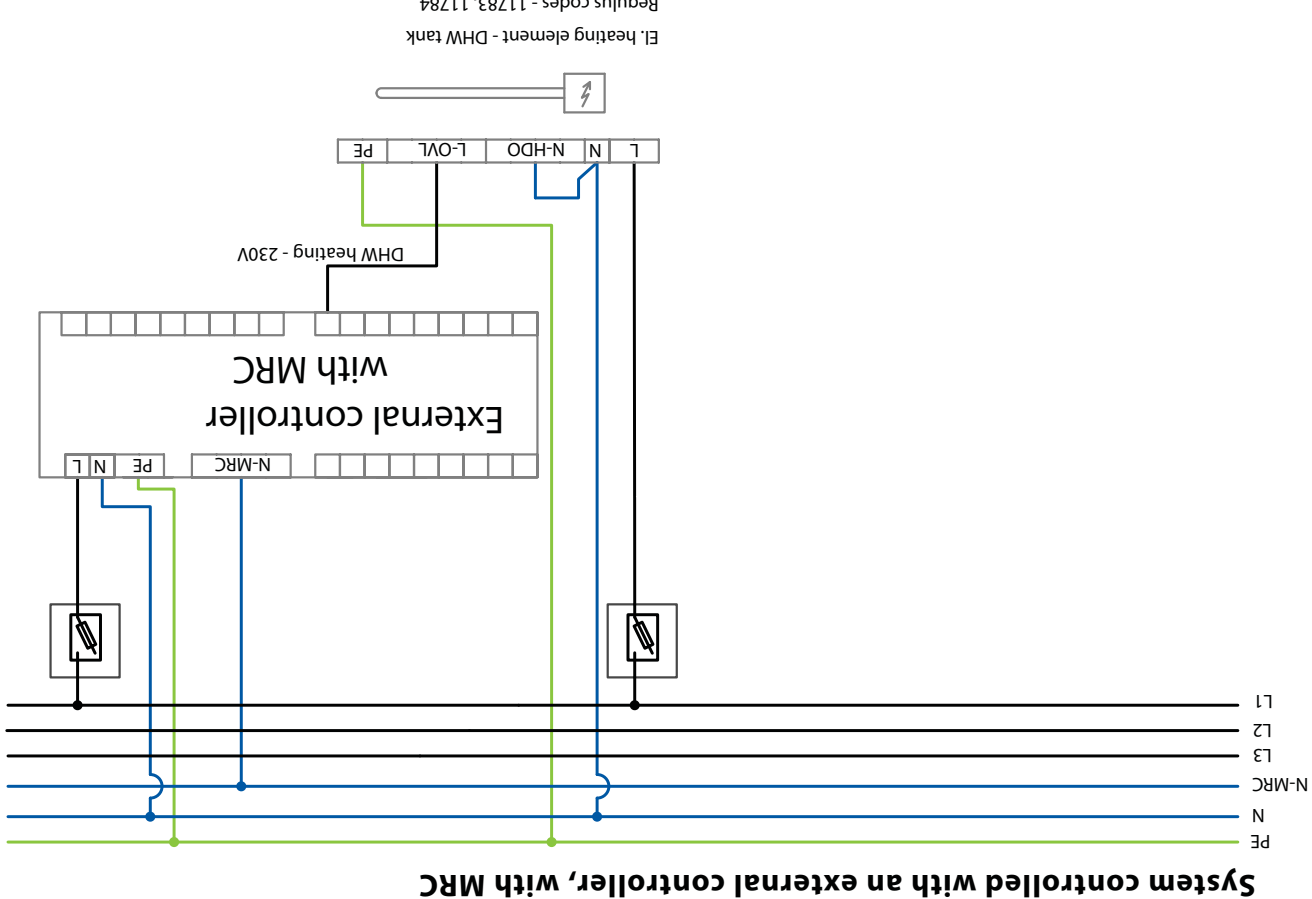 System controlled with an external controller, with MRC
PE
N
N-MRC
L3
L2
L1
N-MRC
PE
N
L
External controller
with MRC
DHW heating - 230V
L
N
N-HDO
L-OVL
PE
El. heating element - DHW tank
Regulus codes - 11783, 11784